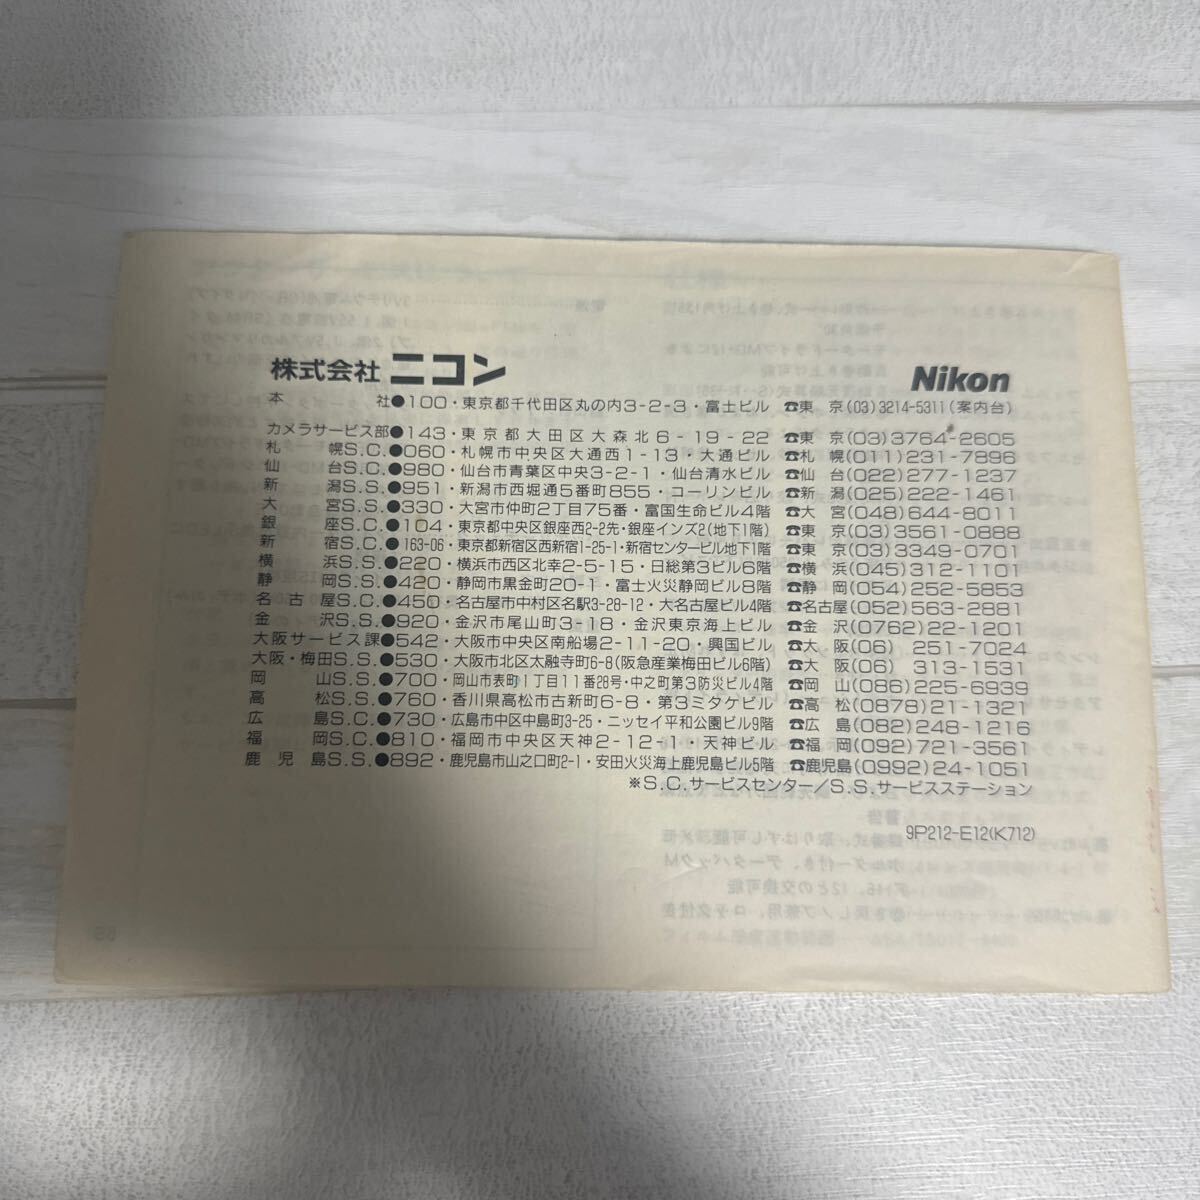 株式会社 ニコン Nikon
本 社●100・東京都千代田区丸の内3-2-3・富士ビル ☎東 京(03)3214-5311(案内台)
カメラサービス部●143・東京都大田区大森北6-19-22 ☎東 京(03)3764-2605
札 幌S.C.●060・札幌市中央区大通西1-13・大通ビル ☎札 幌(011)231-7896
仙 台S.C.●980・仙台市青葉区中央3-2-1・仙台清水ビル ☎仙 台(022)277-1237
新 潟S.S.●951・新潟市西堀通5番町855・コーリンビル ☎新 潟(025)222-1461
大 宮S.S.●330・大宮市仲町2丁目75番・富国生命ビル4階 ☎大 宮(048)644-8011
銀 座S.C.●104・東京都中央区銀座西2-2先・銀座インズ2(地下1階) ☎東 京(03)3561-0888
新 宿S.C.●163-06・東京都新宿区西新宿1-25-1・新宿センタービル地下1階 ☎東 京(03)3349-0701
横 浜S.S.●220・横浜市西区北幸2-5-15・日総第3ビル6階 ☎横 浜(045)312-1101
静 岡S.S.●420・静岡市黒金町20-1・富士火災静岡ビル8階 ☎静 岡(054)252-5853
名 古 屋S.C.●450・名古屋市中村区名駅3-28-12・大名古屋ビル4階 ☎名古屋(052)563-2881
金 沢S.S.●920・金沢市尾山町3-18・金沢東京海上ビル ☎金 沢(0762)22-1201
大阪サービス課●542・大阪市中央区南船場2-11-20・興国ビル ☎大 阪(06) 251-7024
大阪・梅田S.S.●530・大阪市北区太融寺町6-8(阪急産業梅田ビル6階) ☎大 阪(06) 313-1531
岡 山S.S.●700・岡山市表町1丁目11番28号・中之町第3防災ビル4階 ☎岡 山(086)225-6939
高 松S.S.●760・香川県高松市古新町6-8・第3ミタケビル ☎高 松(0878)21-1321
広 島S.C.●730・広島市中区中島町3-25・ニッセイ平和公園ビル9階 ☎広 島(082)248-1216
福 岡S.C.●810・福岡市中央区天神2-12-1・天神ビル ☎福 岡(092)721-3561
鹿 児 島S.S.●892・鹿児島市山之口町2-1・安田火災海上鹿児島ビル5階 ☎鹿児島(0992)24-1051
※S.C.サービスセンター/S.S.サービスステーション
9P212-E12(K712)